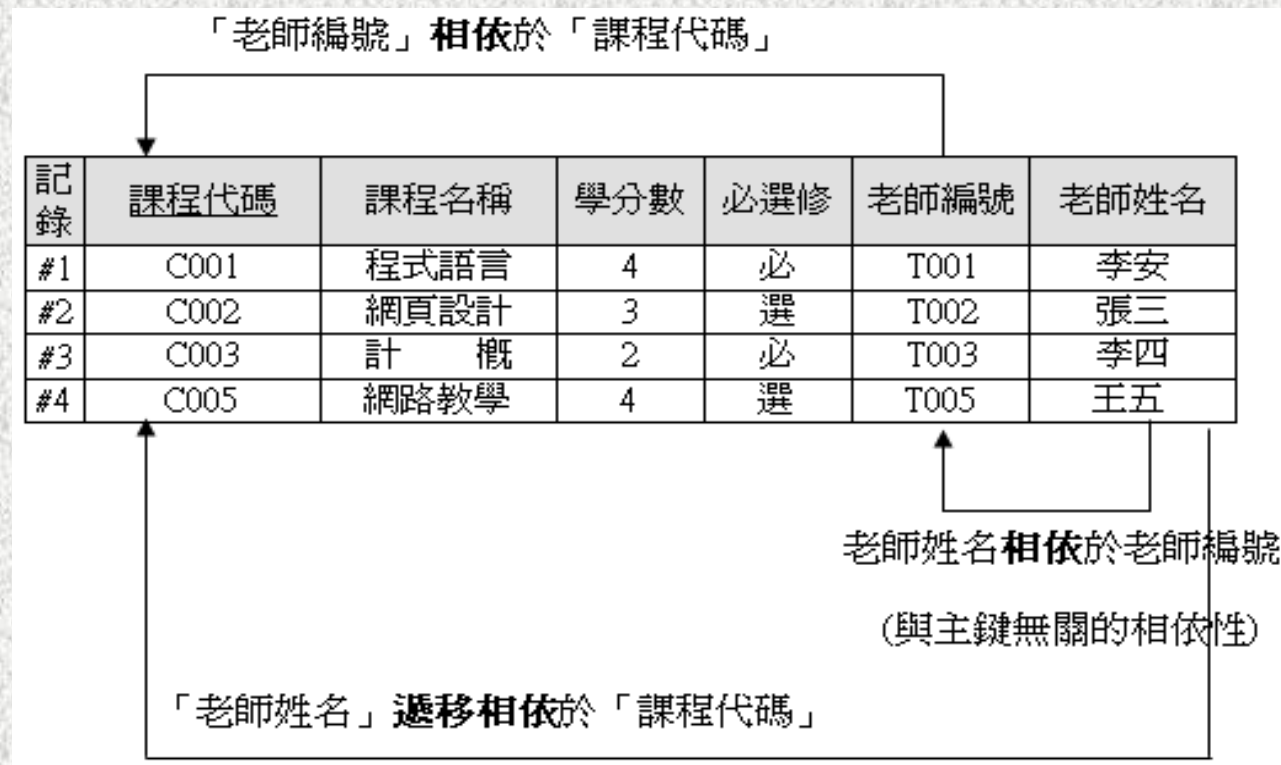 「老師編號」相依於「課程代碼」
記錄 課程代碼 課程名稱 學分數 必選修 老師編號 老師姓名
#1 C001 程式語言 4 必 T001 李安
#2 C002 網頁設計 3 選 T002 張三
#3 C003 計 概 2 必 T003 李四
#4 C005 網路教學 4 選 T005 王五
老師姓名相依於老師編號
(與主鍵無關的相依性)
「老師姓名」遞移相依於「課程代碼」